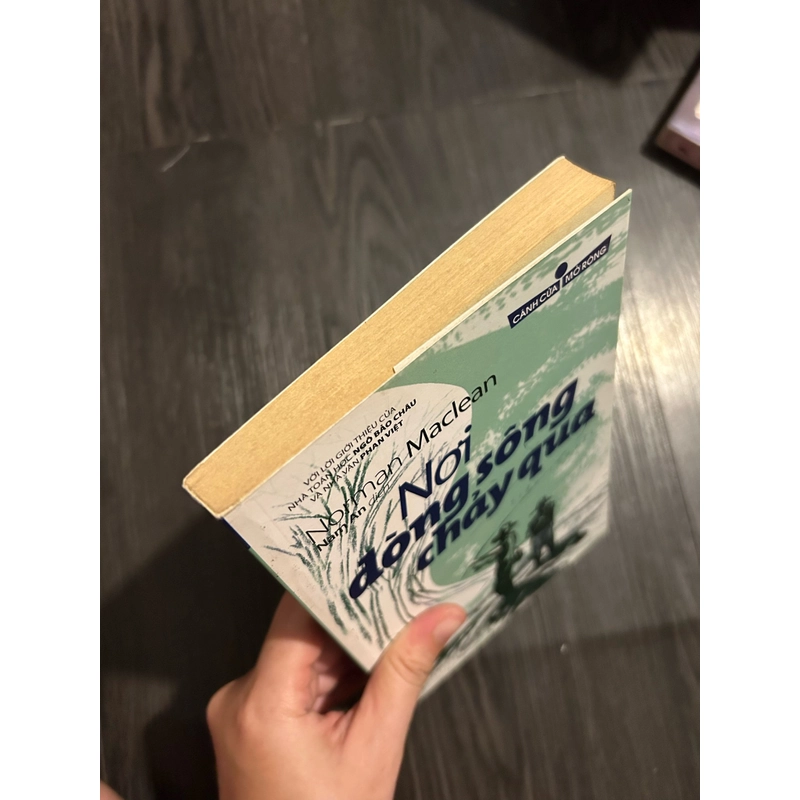 CÁNH CỬA MỞ RỘNG
VỚI LỜI GIỚI THIỆU CỦA
NHÀ TOÁN HỌC NGÔ BẢO CHÂU
VÀ NHÀ VĂN PHAN VIỆT
Norman Maclean
Nam An dịch
Nơi
dòng sông
chảy qua